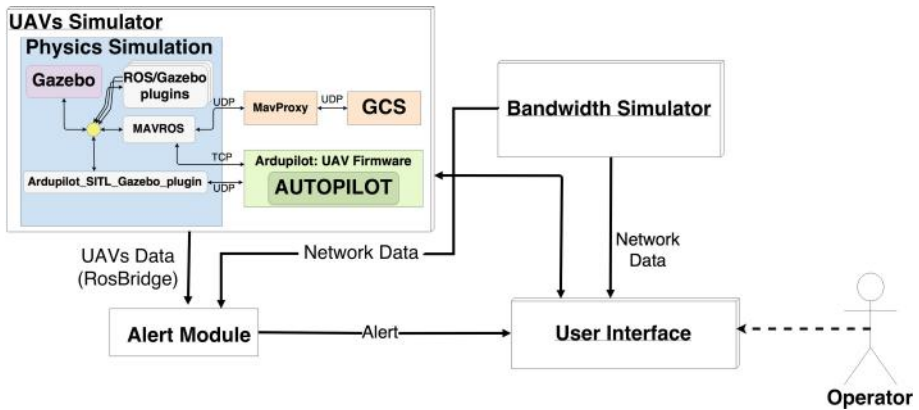 UAVs Simulator
Physics Simulation
Gazebo
ROS/Gazebo
plugins
UDP
MavProxy
UDP
GCS
MAVROS
TCP
Ardupilot: UAV Firmware
AUTOPILOT
Ardupilot_SITL_Gazebo_plugin
UDP
Bandwidth Simulator
UAVs Data
(RosBridge)
Network Data
Network
Data
Alert Module
Alert
User Interface
Operator